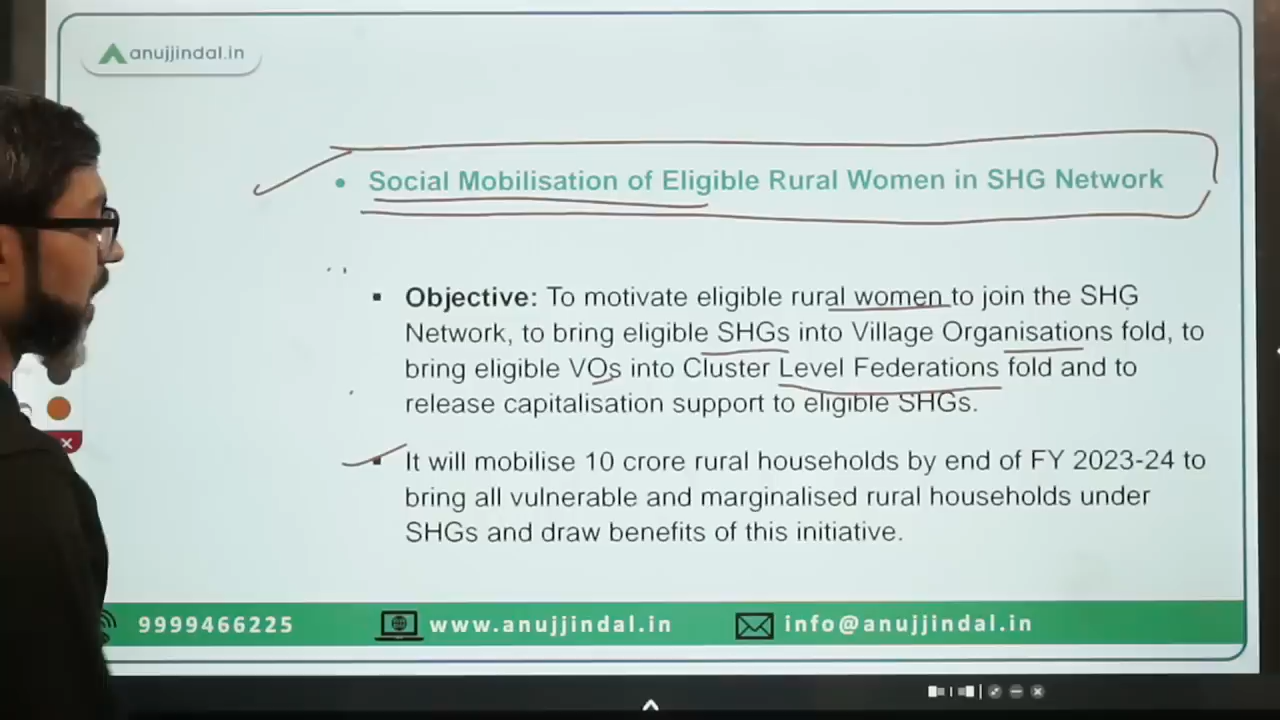 anujjindal.in
• Social Mobilisation of Eligible Rural Women in SHG Network
▪ Objective: To motivate eligible rural women to join the SHG
Network, to bring eligible SHGs into Village Organisations fold, to
bring eligible VOs into Cluster Level Federations fold and to
release capitalisation support to eligible SHGs.
▪ It will mobilise 10 crore rural households by end of FY 2023-24 to
bring all vulnerable and marginalised rural households under
SHGs and draw benefits of this initiative.
9999466225 www.anujjindal.in info@anujjindal.in